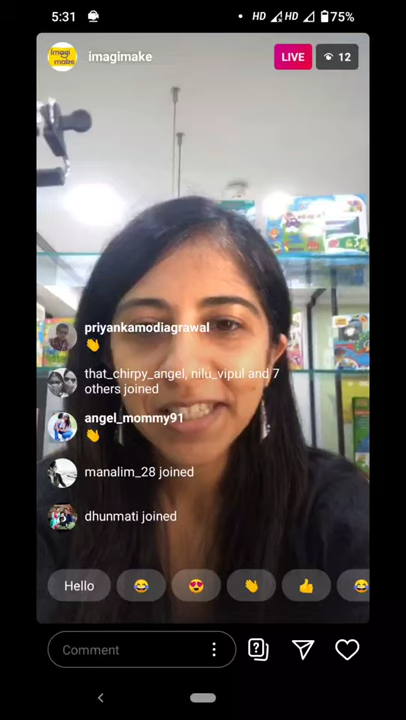 5:31
HD HD 75%
imagi
make
imagimake
LIVE
12
priyankamodiagrawal
👋
that_chirpy_angel, nilu_vipul and 7
others joined
angel_mommy91
👋
manalim_28 joined
dhunmati joined
Hello 😂 😍 👏 👍 😂
Comment